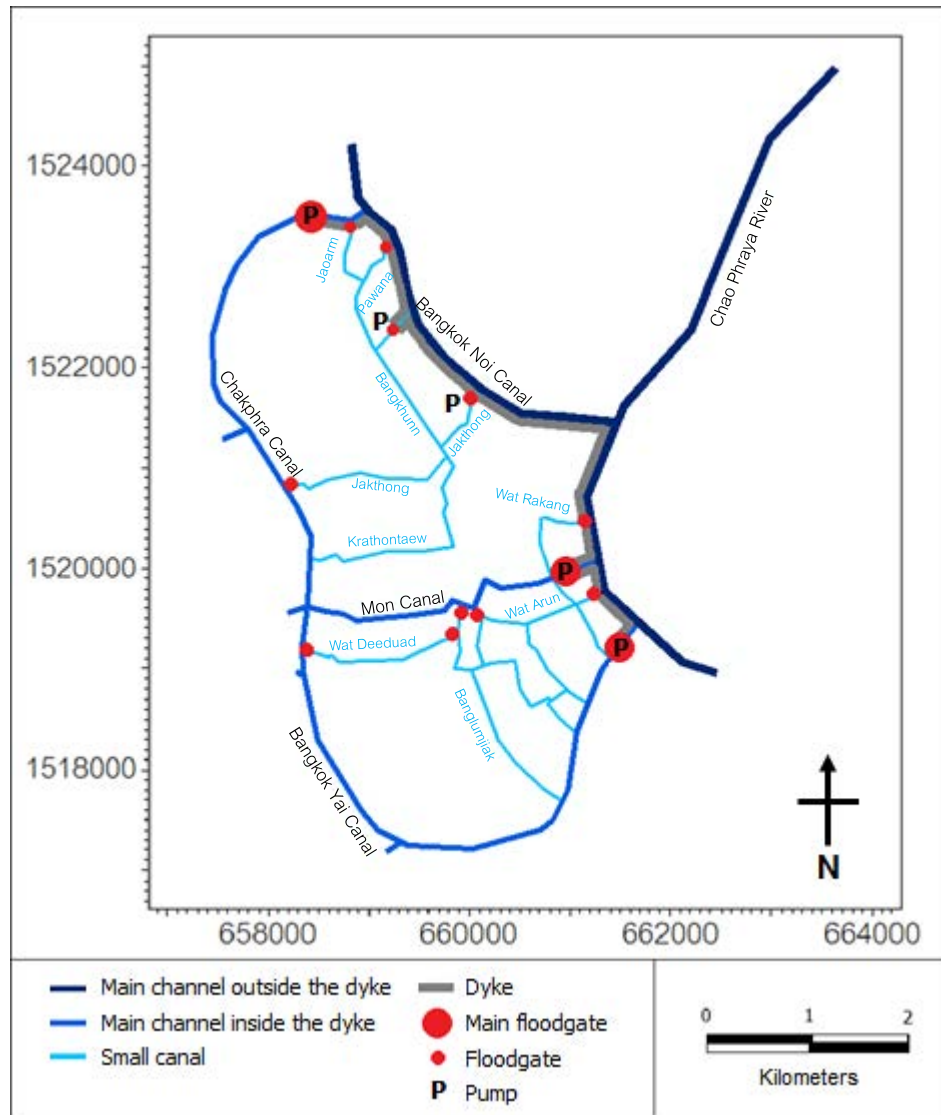 1524000
P
Jaoarm
Pawana
P
Bangkok Noi Canal
Chao Phraya River
1522000
Chakphra Canal
Bangkhunn
P
Jakthong
Jakthong
Wat Rakang
Krathontaew
1520000
P
Mon Canal
Wat Arun
Wat Deeduad
P
Banglumjiak
1518000
Bangkok Yai Canal
N
658000 660000 662000 664000
Main channel outside the dyke
Main channel inside the dyke
Small canal
Dyke
Main floodgate
Floodgate
P Pump
0 1 2
Kilometers